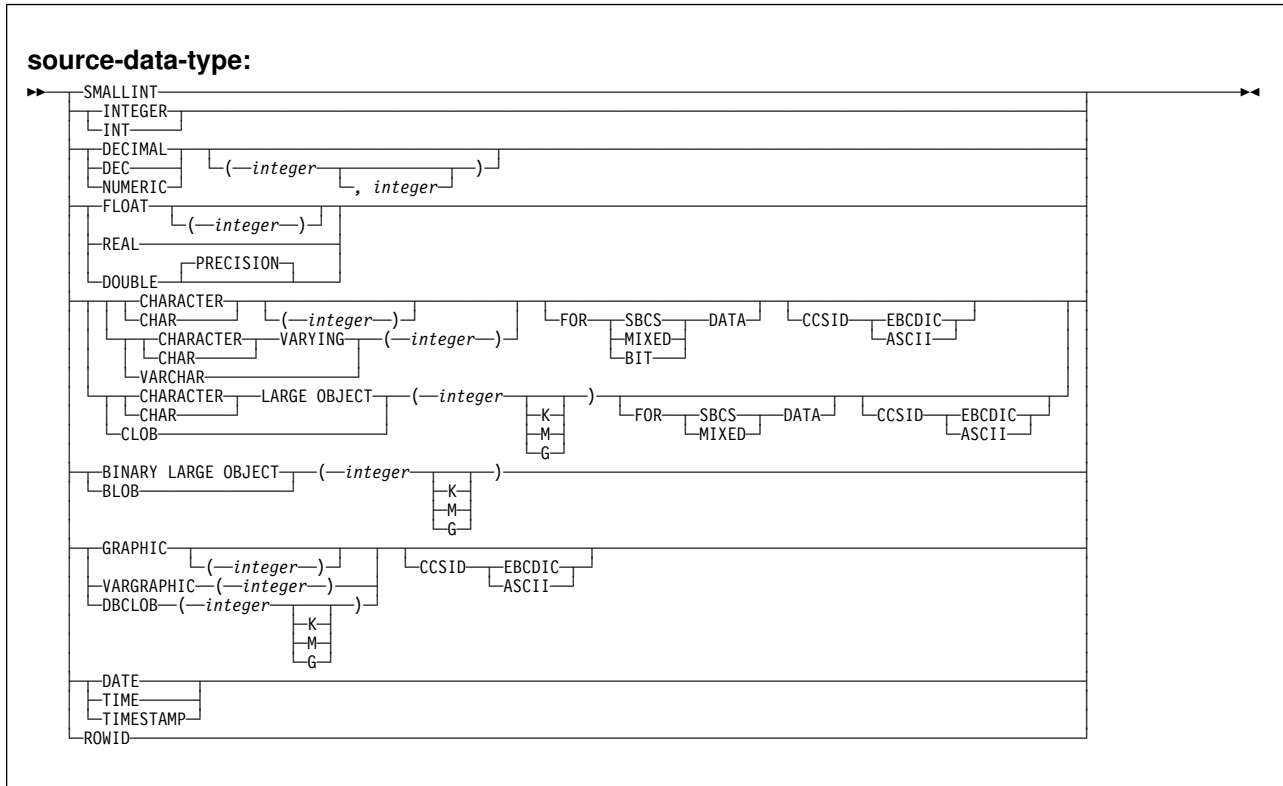 source-data-type:
SMALLINT
INTEGER
INT
DECIMAL
DEC ( integer )
NUMERIC , integer
FLOAT
( integer )
REAL
PRECISION
DOUBLE
CHARACTER
CHAR ( integer ) FOR SBCS DATA CCSID EBCDIC
CHARACTER VARYING ( integer ) MIXED ASCII
CHAR BIT
VARCHAR
CHARACTER LARGE OBJECT ( integer )
CHAR K FOR SBCS DATA CCSID EBCDIC
CLOB M MIXED ASCII
G
BINARY LARGE OBJECT ( integer )
BLOB K
M
G
GRAPHIC
( integer ) CCSID EBCDIC
VARGRAPHIC ( integer ) ASCII
DBCLOB ( integer )
K
M
G
DATE
TIME
TIMESTAMP
ROWID